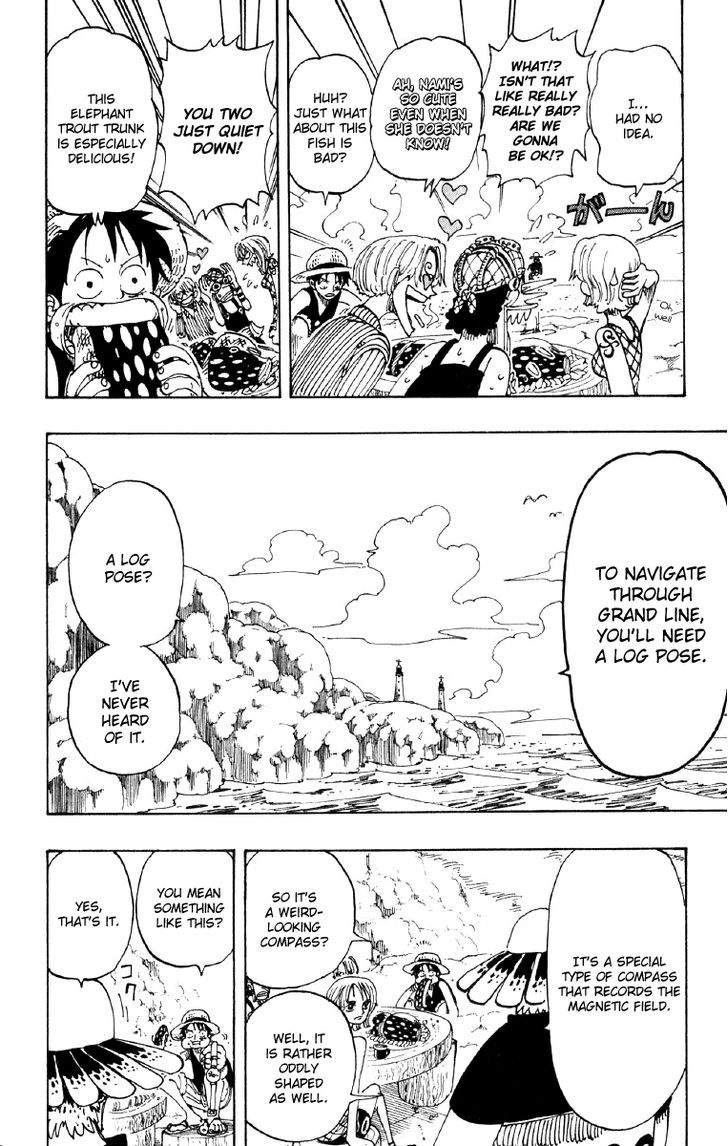 I...
HAD NO
IDEA.
WHAT!?
ISN'T THAT
LIKE REALLY
REALLY BAD?
ARE WE
GONNA
BE OK!?
AH, NAMI'S
SO CUTE
EVEN WHEN
SHE DOESN'T
KNOW!
HUH?
JUST WHAT
ABOUT THIS
FISH IS
BAD?
がーん
Oh
well
YOU TWO
JUST QUIET
DOWN!
THIS
ELEPHANT
TROUT TRUNK
IS ESPECIALLY
DELICIOUS!
TO NAVIGATE
THROUGH
GRAND LINE,
YOU'LL NEED
A LOG POSE.
A LOG
POSE?
I'VE
NEVER
HEARD
OF IT.
IT'S A SPECIAL
TYPE OF COMPASS
THAT RECORDS THE
MAGNETIC FIELD.
SO IT'S
A WEIRD-
LOOKING
COMPASS?
WELL, IT
IS RATHER
ODDLY
SHAPED
AS WELL.
YOU MEAN
SOMETHING
LIKE THIS?
YES,
THAT'S IT.